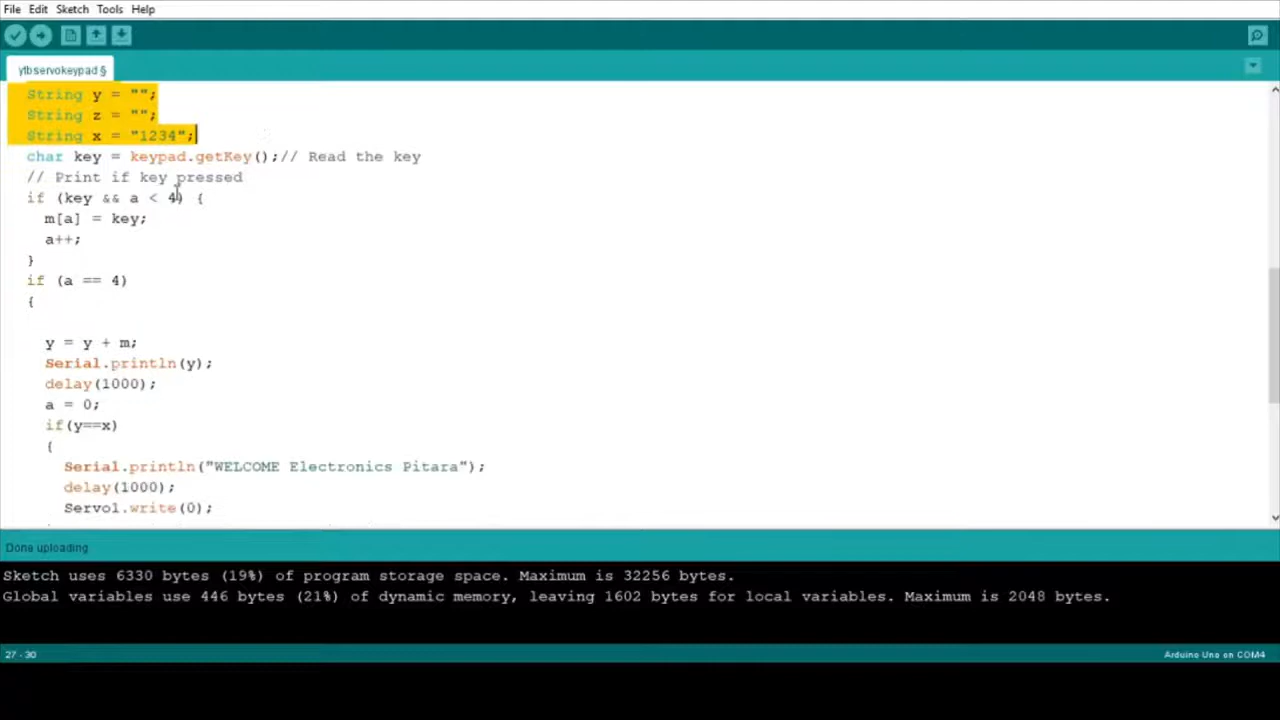 File Edit Sketch Tools Help
ytbservokeypad §
String y = "";
String z = "";
String x = "1234";
char key = keypad.getKey();// Read the key
// Print if key pressed
if (key && a < 4) {
m[a] = key;
a++;
}
if (a == 4)
{
y = y + m;
Serial.println(y);
delay(1000);
a = 0;
if(y==x)
{
Serial.println("WELCOME Electronics Pitara");
delay(1000);
Servo1.write(0);
Done uploading
Sketch uses 6330 bytes (19%) of program storage space. Maximum is 32256 bytes.
Global variables use 446 bytes (21%) of dynamic memory, leaving 1602 bytes for local variables. Maximum is 2048 bytes.
27 - 30
Arduino Uno on COM4